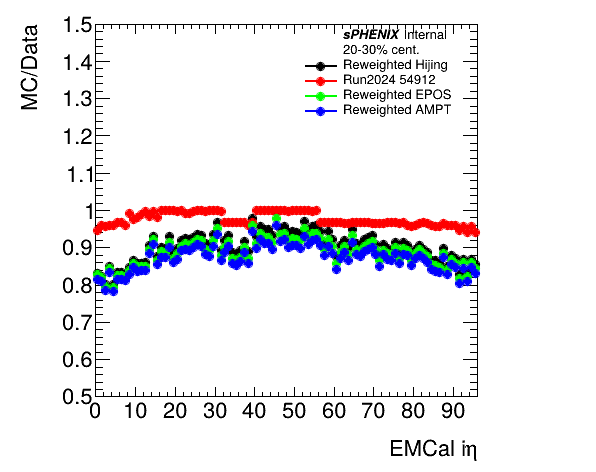 MC/Data
1.5
1.4
1.3
1.2
1.1
1
0.9
0.8
0.7
0.6
0.5
sPHENIX Internal
20-30% cent.
Reweighted Hijing
Run2024 54912
Reweighted EPOS
Reweighted AMPT
0 10 20 30 40 50 60 70 80 90
EMCal iη